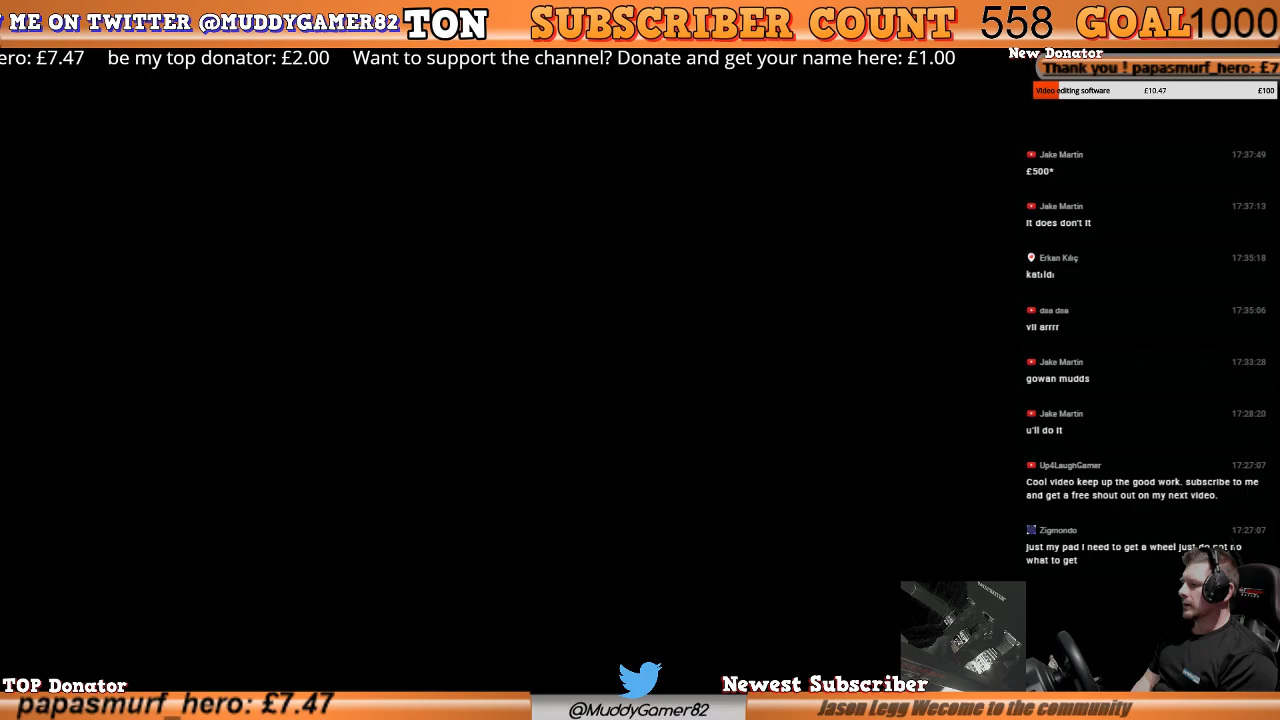 ME ON TWITTER @MUDDYGAMER82 TON SUBSCRIBER COUNT 558 GOAL 1000
ero: £7.47 be my top donator: £2.00 Want to support the channel? Donate and get your name here: £1.00
New Donator
Thank you ! papasmurf_hero: £7
Video editing software £10.47 £100
Jake Martin 17:37:49
£500*
Jake Martin 17:37:13
It does don't it
Erkan Kılıç 17:35:18
katıldı
daa daa 17:35:06
vil arrrr
Jake Martin 17:33:28
gowan mudds
Jake Martin 17:28:20
u'll do it
Up4LaughGamer 17:27:07
Cool video keep up the good work. subscribe to me
and get a free shout out on my next video.
Zigmondo 17:27:07
just my pad i need to get a wheel just do not no
what to get
TOP Donator
papasmurf_hero: £7.47
@MuddyGamer82
Newest Subscriber
Jason Legg Wecome to the community